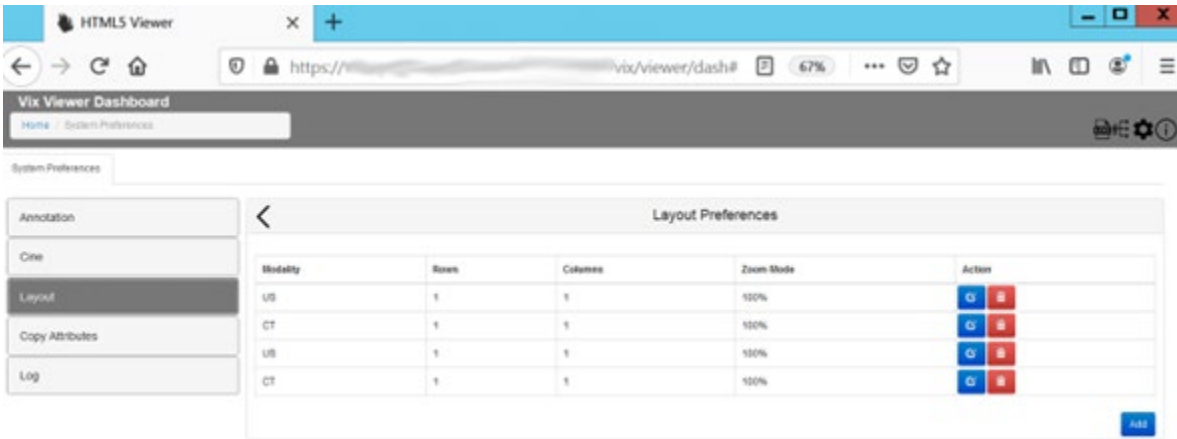 HTML5 Viewer
https:// vix/viewer/dash# 67%
Vix Viewer Dashboard
Home / System Preferences
System Preferences
Annotation
Cine
Layout
Copy Attributes
Log
Layout Preferences
Modality Rows Columns Zoom Mode Action
US 1 1 100%
CT 1 1 100%
US 1 1 100%
CT 1 1 100%
Add